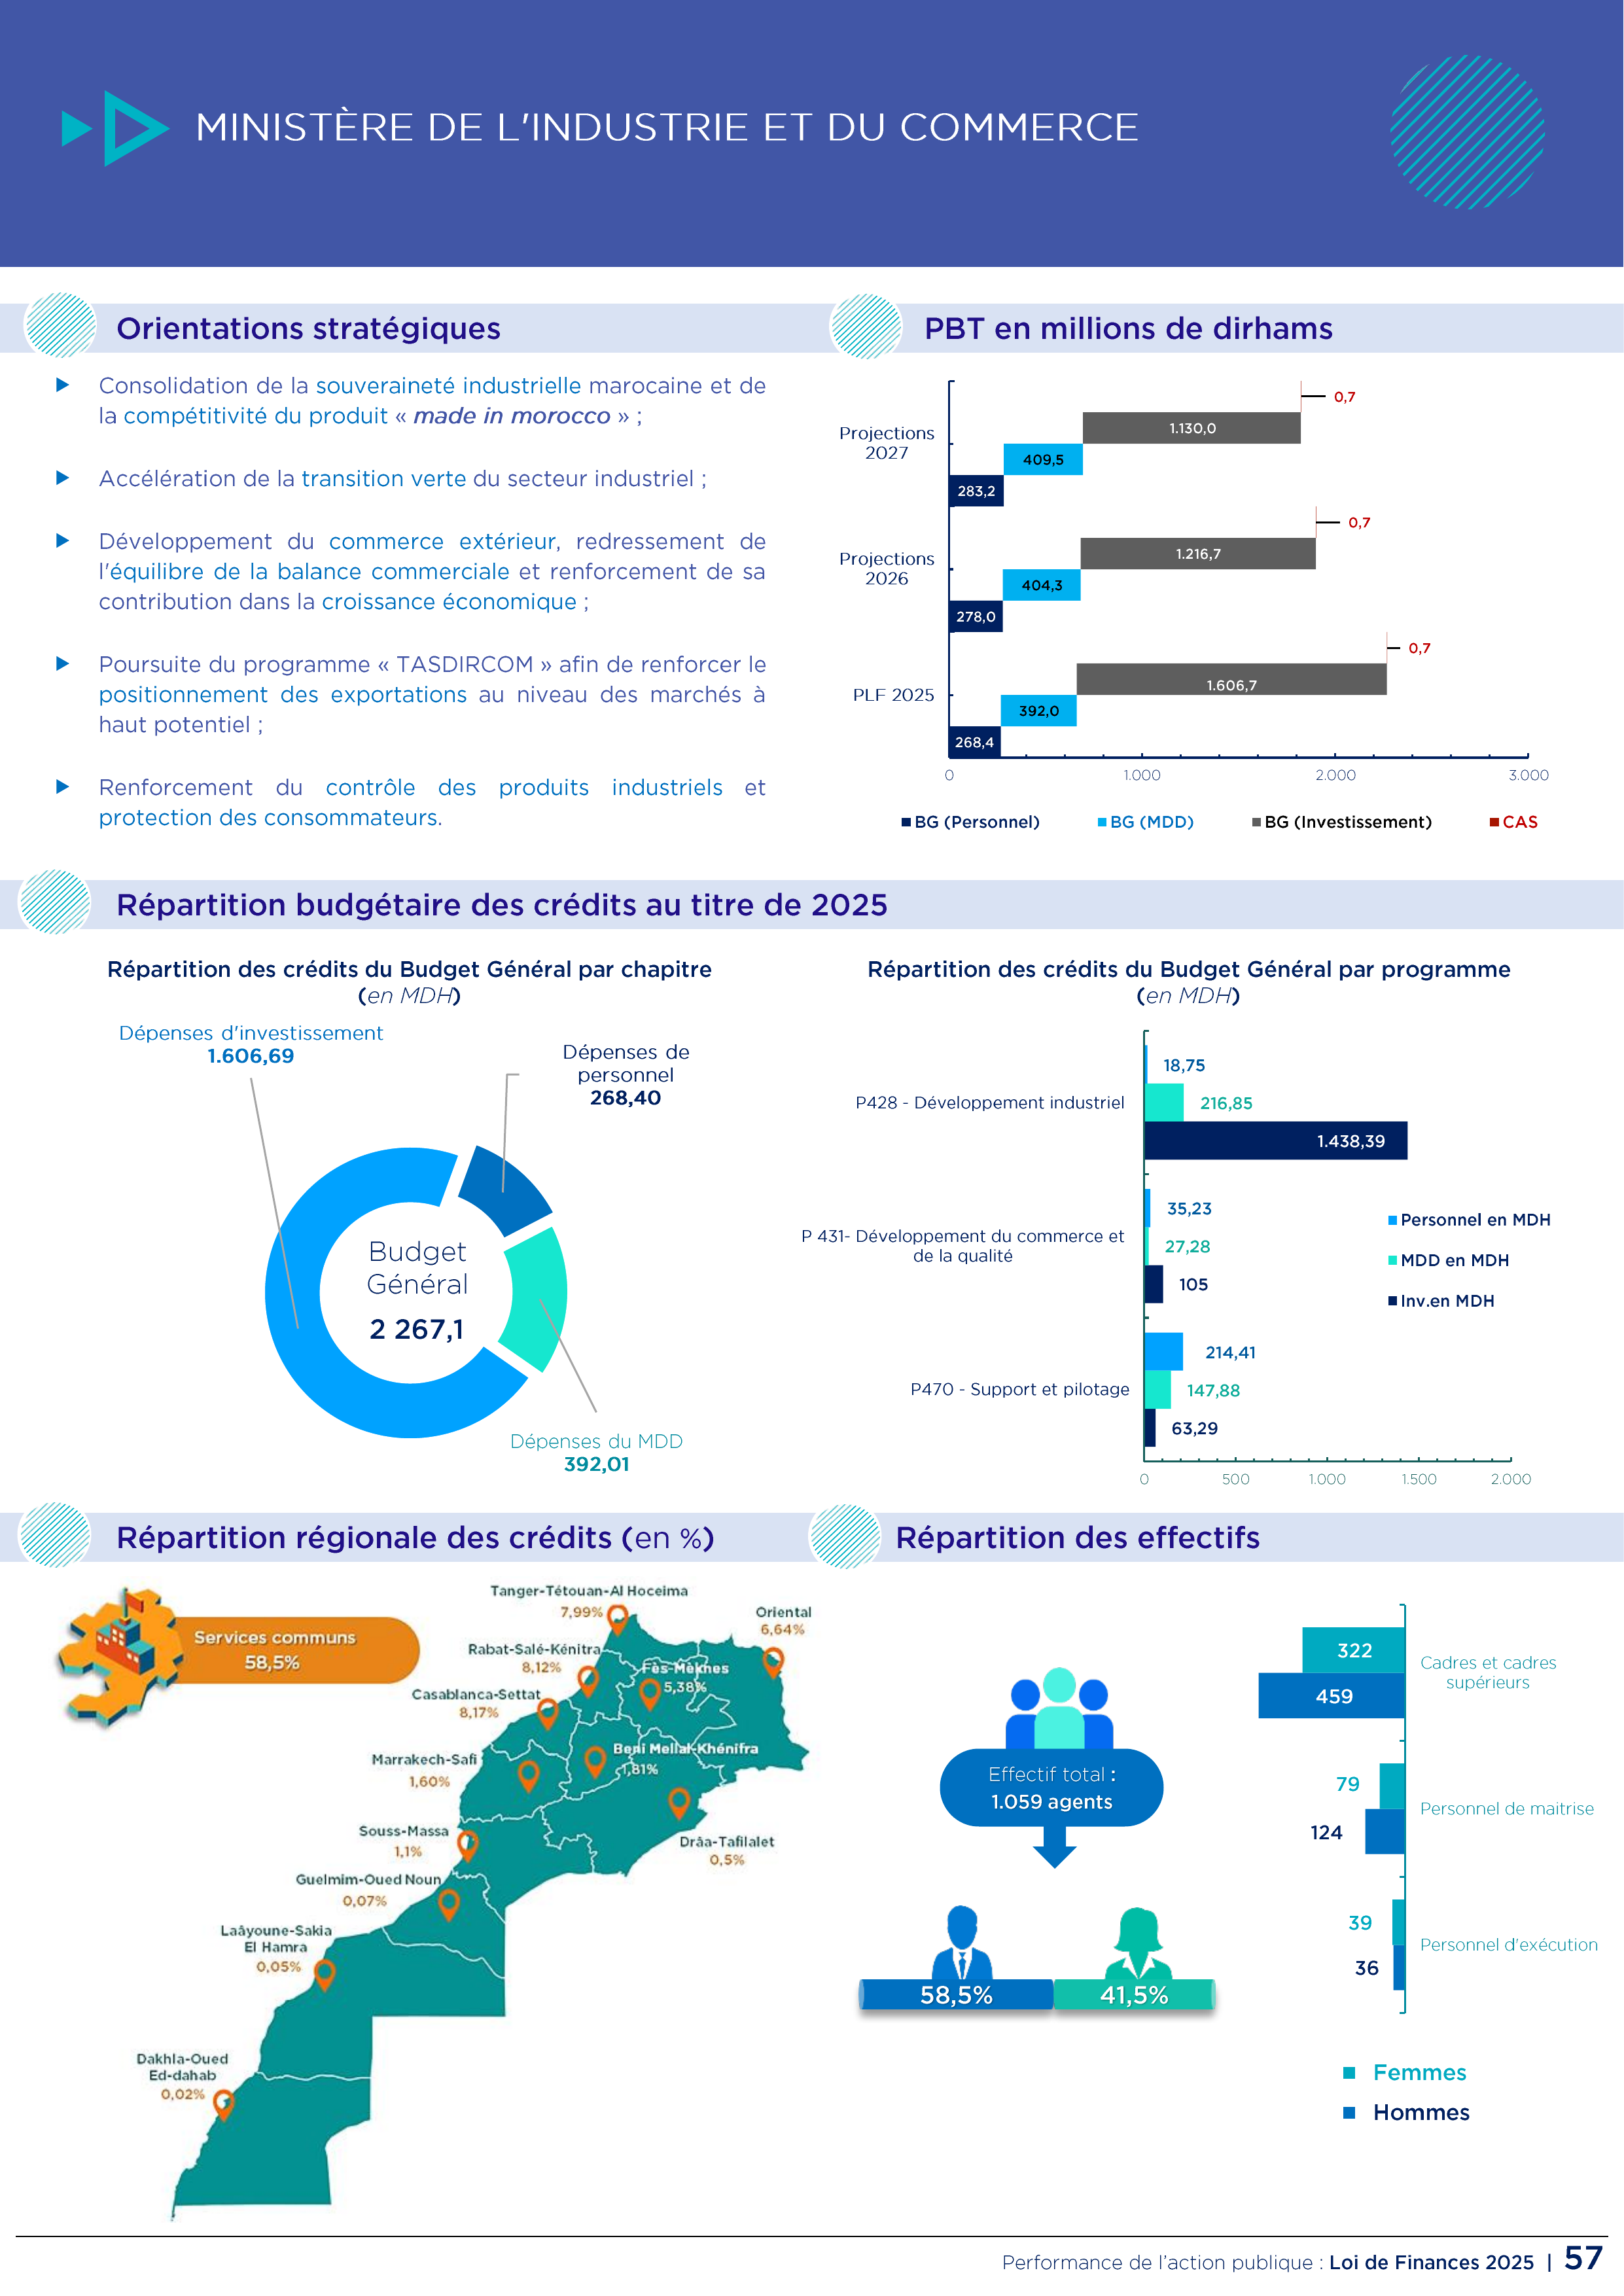 MINISTÈRE DE L'INDUSTRIE ET DU COMMERCE
Orientations stratégiques
Consolidation de la souveraineté industrielle marocaine et de
la compétitivité du produit « made in morocco » ;
Accélération de la transition verte du secteur industriel ;
Développement du commerce extérieur, redressement de
l'équilibre de la balance commerciale et renforcement de sa
contribution dans la croissance économique ;
Poursuite du programme « TASDIRCOM » afin de renforcer le
positionnement des exportations au niveau des marchés à
haut potentiel ;
Renforcement du contrôle des produits industriels et
protection des consommateurs.
PBT en millions de dirhams
0,7
1.130,0
Projections
2027
409,5
283,2
0,7
1.216,7
Projections
2026
404,3
278,0
0,7
1.606,7
PLF 2025
392,0
268,4
0
1.000
2.000
3.000
BG (Personnel)
BG (MDD)
BG (Investissement)
CAS
Répartition budgétaire des crédits au titre de 2025
Répartition des crédits du Budget Général par chapitre
(en MDH)
Dépenses d'investissement
1.606,69
Dépenses de
personnel
268,40
Budget
Général
2 267,1
Dépenses du MDD
392,01
Répartition des crédits du Budget Général par programme
(en MDH)
18,75
P428 - Développement industriel
216,85
1.438,39
35,23
P 431- Développement du commerce et
de la qualité
27,28
105
Personnel en MDH
MDD en MDH
Inv.en MDH
214,41
P470 - Support et pilotage
147,88
63,29
0
500
1.000
1.500
2.000
Répartition régionale des crédits (en %)
Services communs
58,5%
Tanger-Tétouan-Al Hoceima
7,99%
Oriental
6,64%
Rabat-Salé-Kénitra
8,12%
Fès-Mèknes
5,38%
Casablanca-Settat
8,17%
Beni Mellal-Khénifra
1,81%
Marrakech-Safi
1,60%
Souss-Massa
1,1%
Drâa-Tafilalet
0,5%
Guelmim-Oued Noun
0,07%
Laâyoune-Sakia
El Hamra
0,05%
Dakhla-Oued
Ed-dahab
0,02%
Répartition des effectifs
Effectif total :
1.059 agents
58,5%
41,5%
322
459
Cadres et cadres
supérieurs
79
124
Personnel de maitrise
39
36
Personnel d'exécution
Femmes
Hommes
Performance de l'action publique : Loi de Finances 2025 | 57